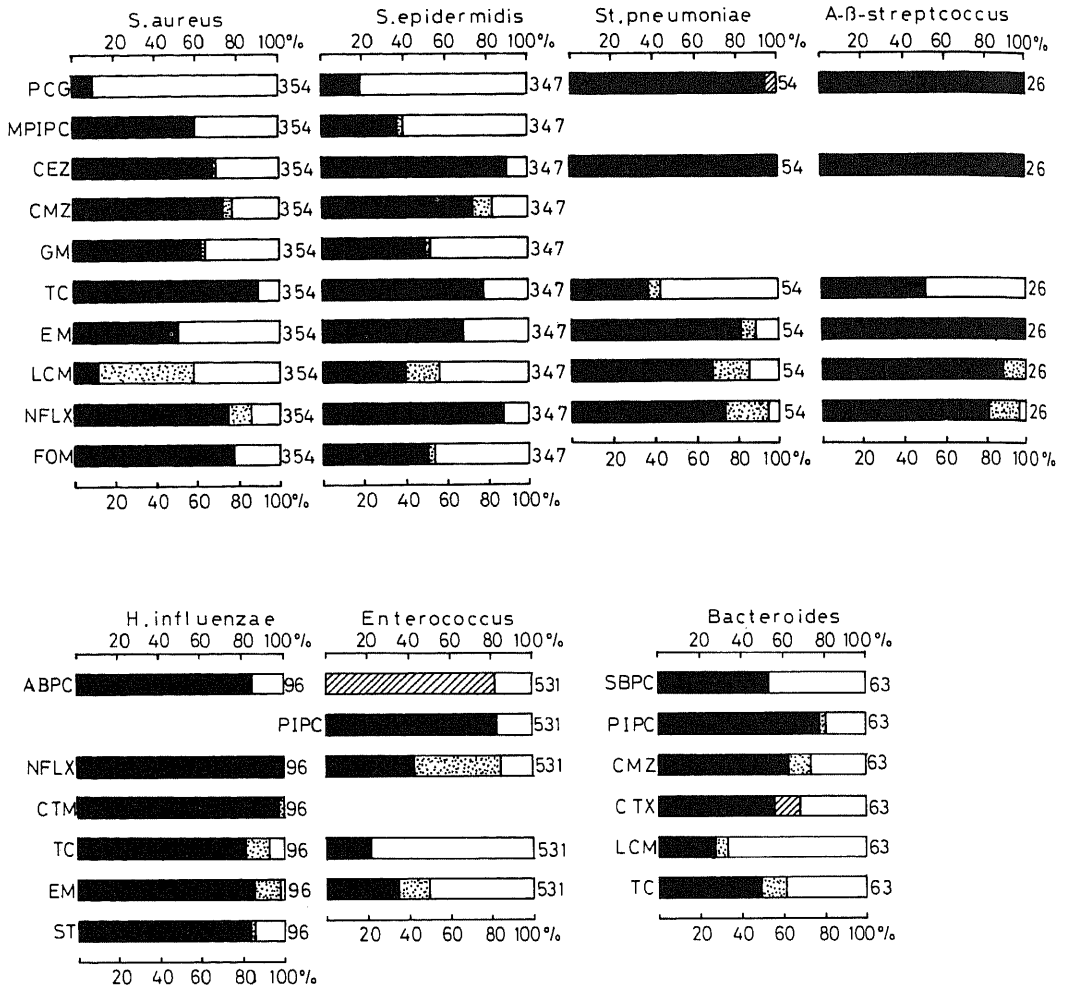 S.aureus S.epidermidis St.pneumoniae A-ß-streptcoccus
20 40 60 80 100% 20 40 60 80 100% 20 40 60 80 100% 20 40 60 80 100%
PCG 354 347 54 26
MPIPC 354 347
CEZ 354 347 54 26
CMZ 354 347
GM 354 347
TC 354 347 54 26
EM 354 347 54 26
LCM 354 347 54 26
NFLX 354 347 54 26
FOM 354 347
20 40 60 80 100% 20 40 60 80 100%
20 40 60 80 100% 20 40 60 80 100%
H.influenzae Enterococcus Bacteroides
20 40 60 80 100% 20 40 60 80 100% 20 40 60 80 100%
ABPC 96 531 SBPC 63
PIPC 531 PIPC 63
NFLX 96 531 CMZ 63
CTM 96 CTX 63
TC 96 531 LCM 63
EM 96 531 TC 63
ST 96
20 40 60 80 100% 20 40 60 80 100%
20 40 60 80 100%